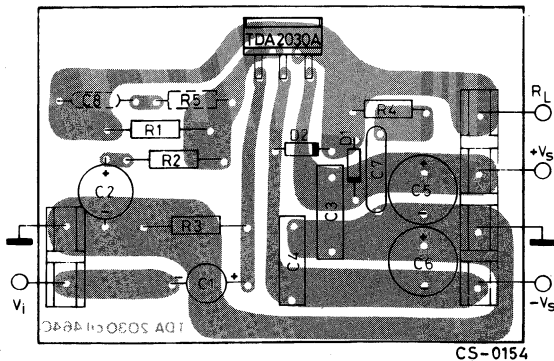 TDA2030A
C8
R5
R4
RL
R1
D2
D1
R2
C7
+Vs
C2
+
C3
+
C5
-
R3
C4
+
C6
-
C1
+
Vi
-Vs
CS-0154